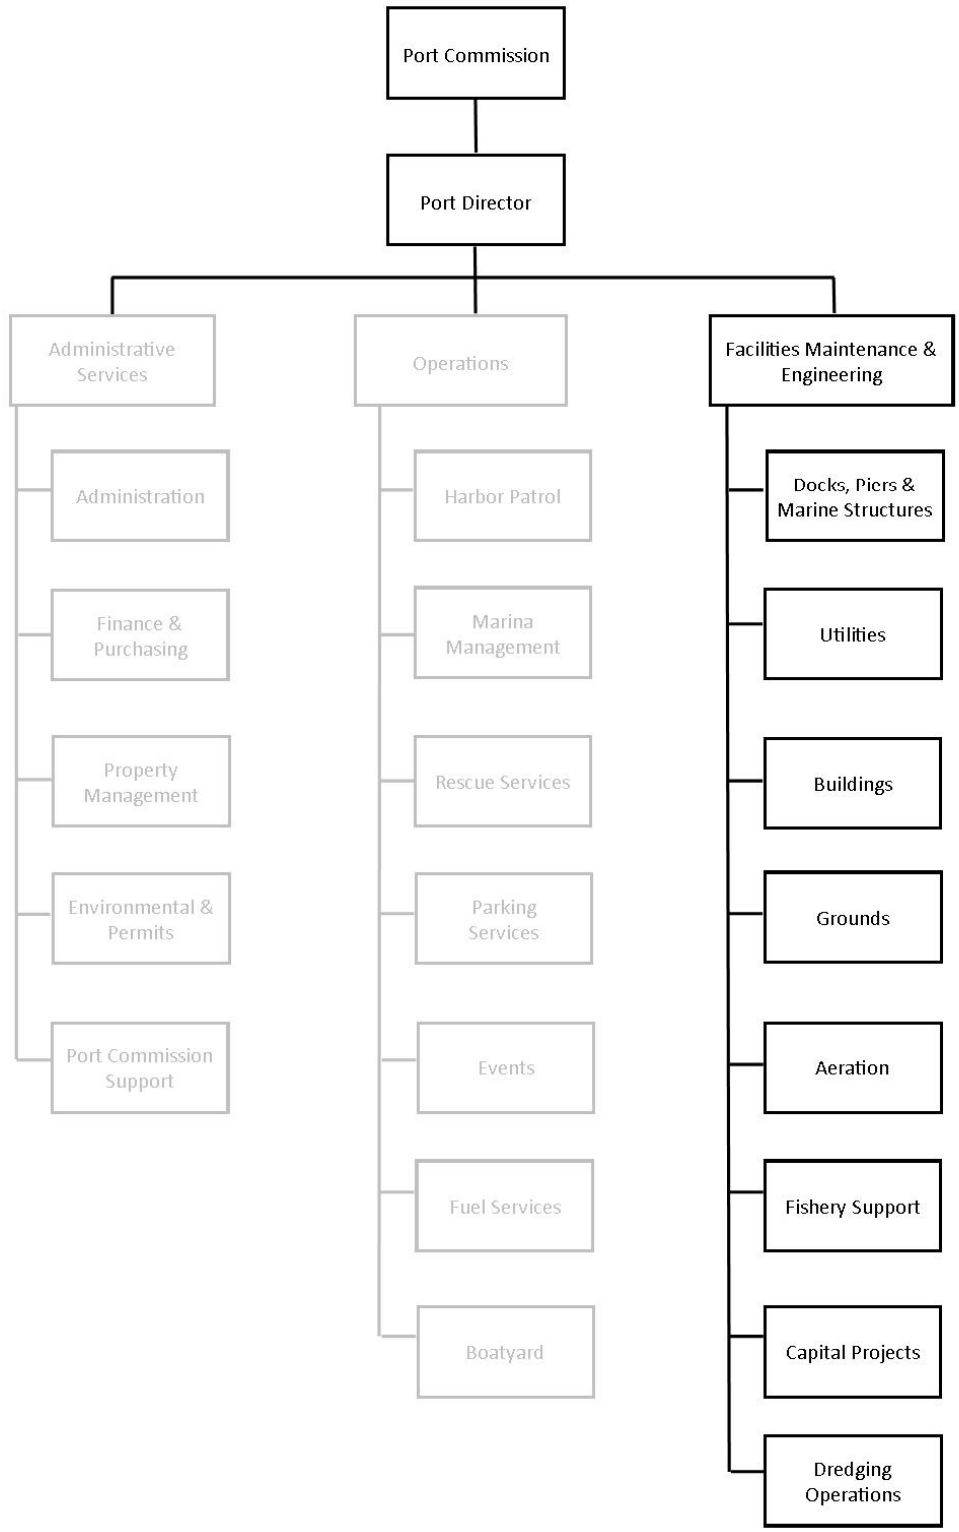 Port Commission
Port Director
Administrative
Services
Administration
Finance &
Purchasing
Property
Management
Environmental &
Permits
Port Commission
Support
Operations
Harbor Patrol
Marina
Management
Rescue Services
Parking
Services
Events
Fuel Services
Boatyard
Facilities Maintenance &
Engineering
Docks, Piers &
Marine Structures
Utilities
Buildings
Grounds
Aeration
Fishery Support
Capital Projects
Dredging
Operations